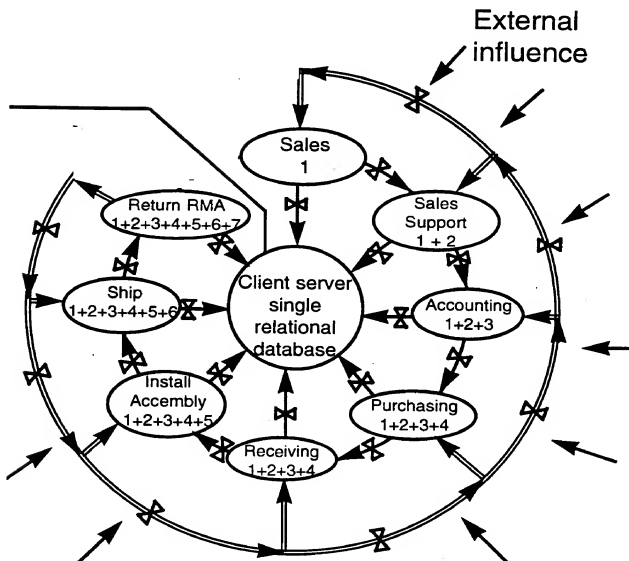 External
influence
Sales
1
Sales
Support
1 + 2
Accounting
1+2+3
Purchasing
1+2+3+4
Receiving
1+2+3+4
Install
Accembly
1+2+3+4+5
Ship
1+2+3+4+5+6
Return RMA
1+2+3+4+5+6+7
Client server
single
relational
database